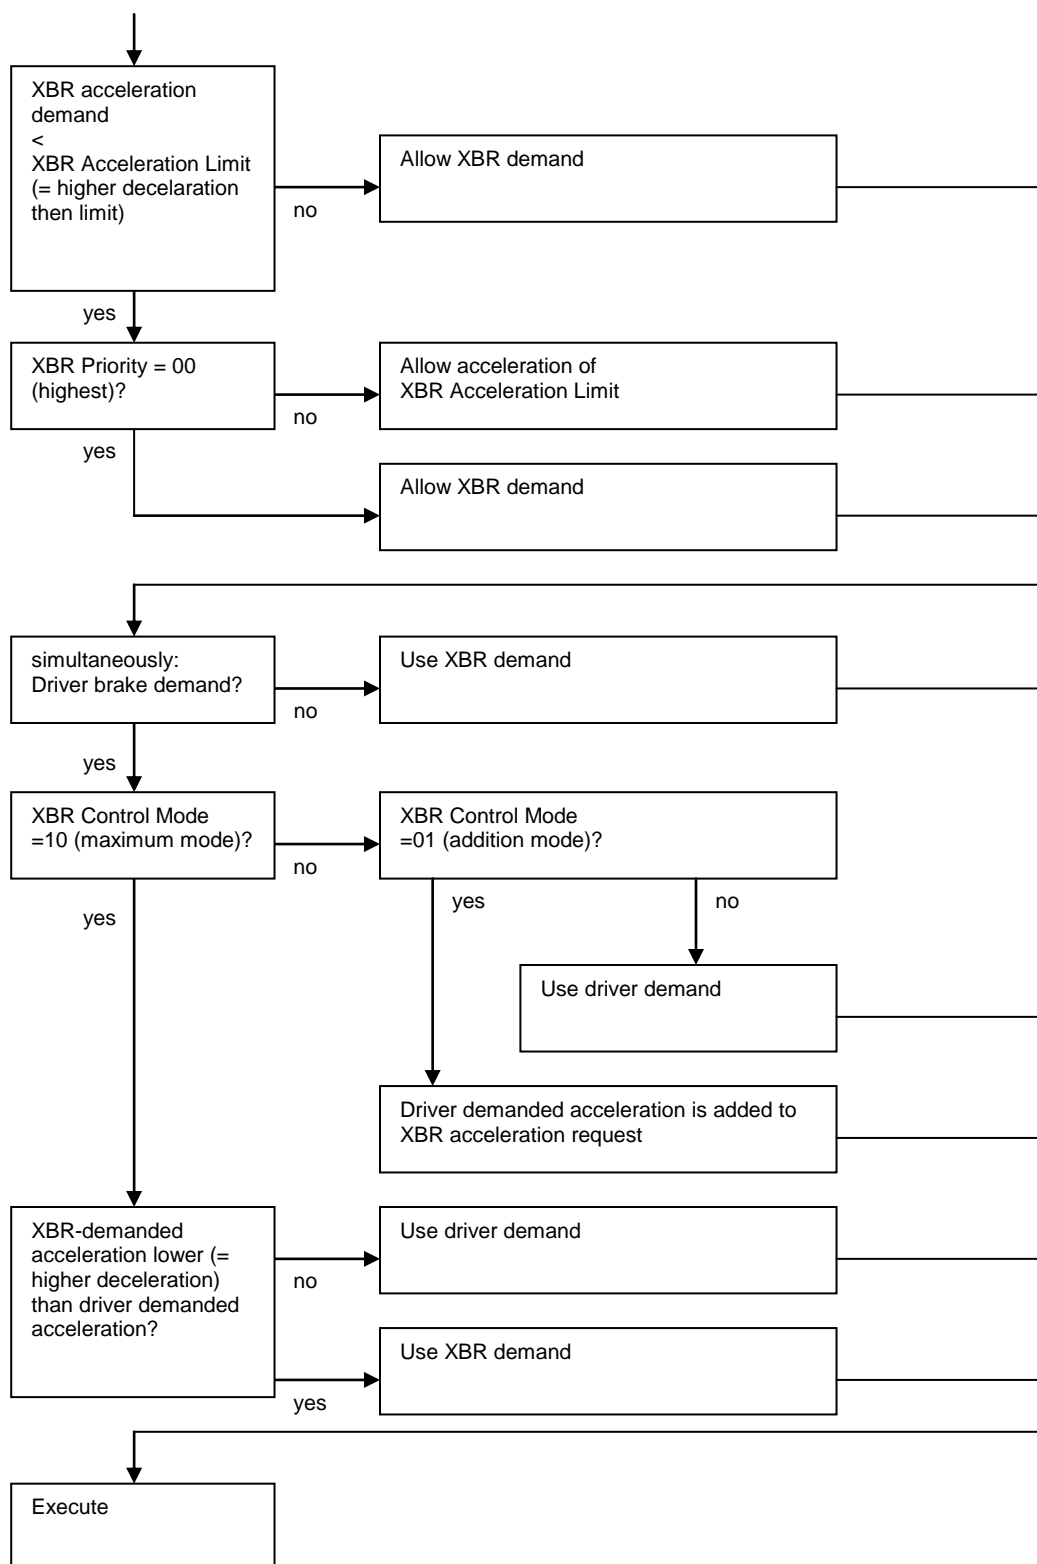 XBR acceleration
demand
<
XBR Acceleration Limit
(= higher decelaration
then limit)
no
Allow XBR demand
yes
XBR Priority = 00
(highest)?
no
Allow acceleration of
XBR Acceleration Limit
yes
Allow XBR demand
simultaneously:
Driver brake demand?
no
Use XBR demand
yes
XBR Control Mode
=10 (maximum mode)?
no
XBR Control Mode
=01 (addition mode)?
yes
yes
no
Use driver demand
Driver demanded acceleration is added to
XBR acceleration request
XBR-demanded
acceleration lower (=
higher deceleration)
than driver demanded
acceleration?
no
Use driver demand
yes
Use XBR demand
Execute